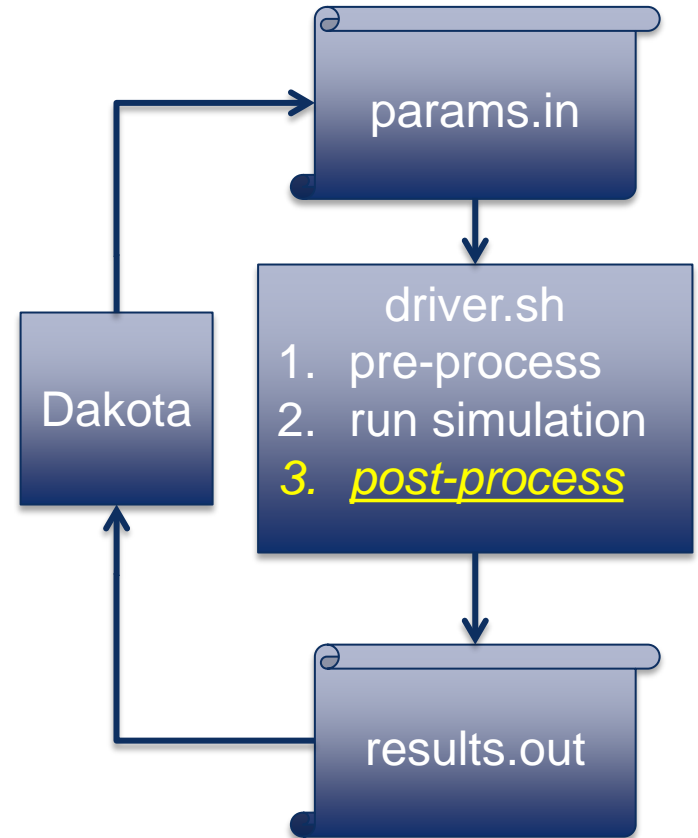 params.in
driver.sh
1. pre-process
2. run simulation
3. post-process
Dakota
results.out